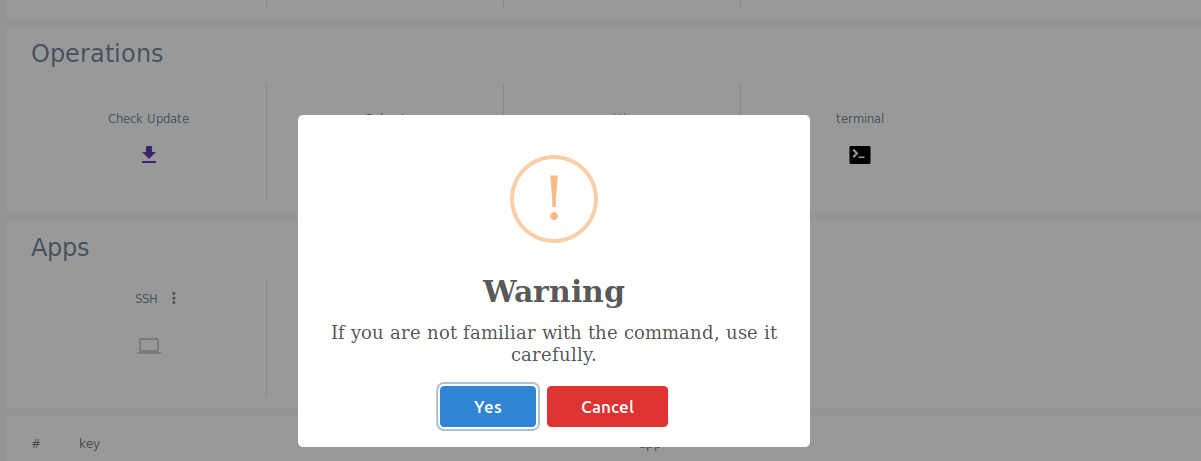 Operations
Check Update
terminal
!
Warning
If you are not familiar with the command, use it
carefully.
Yes
Cancel
Apps
SSH
# key
app